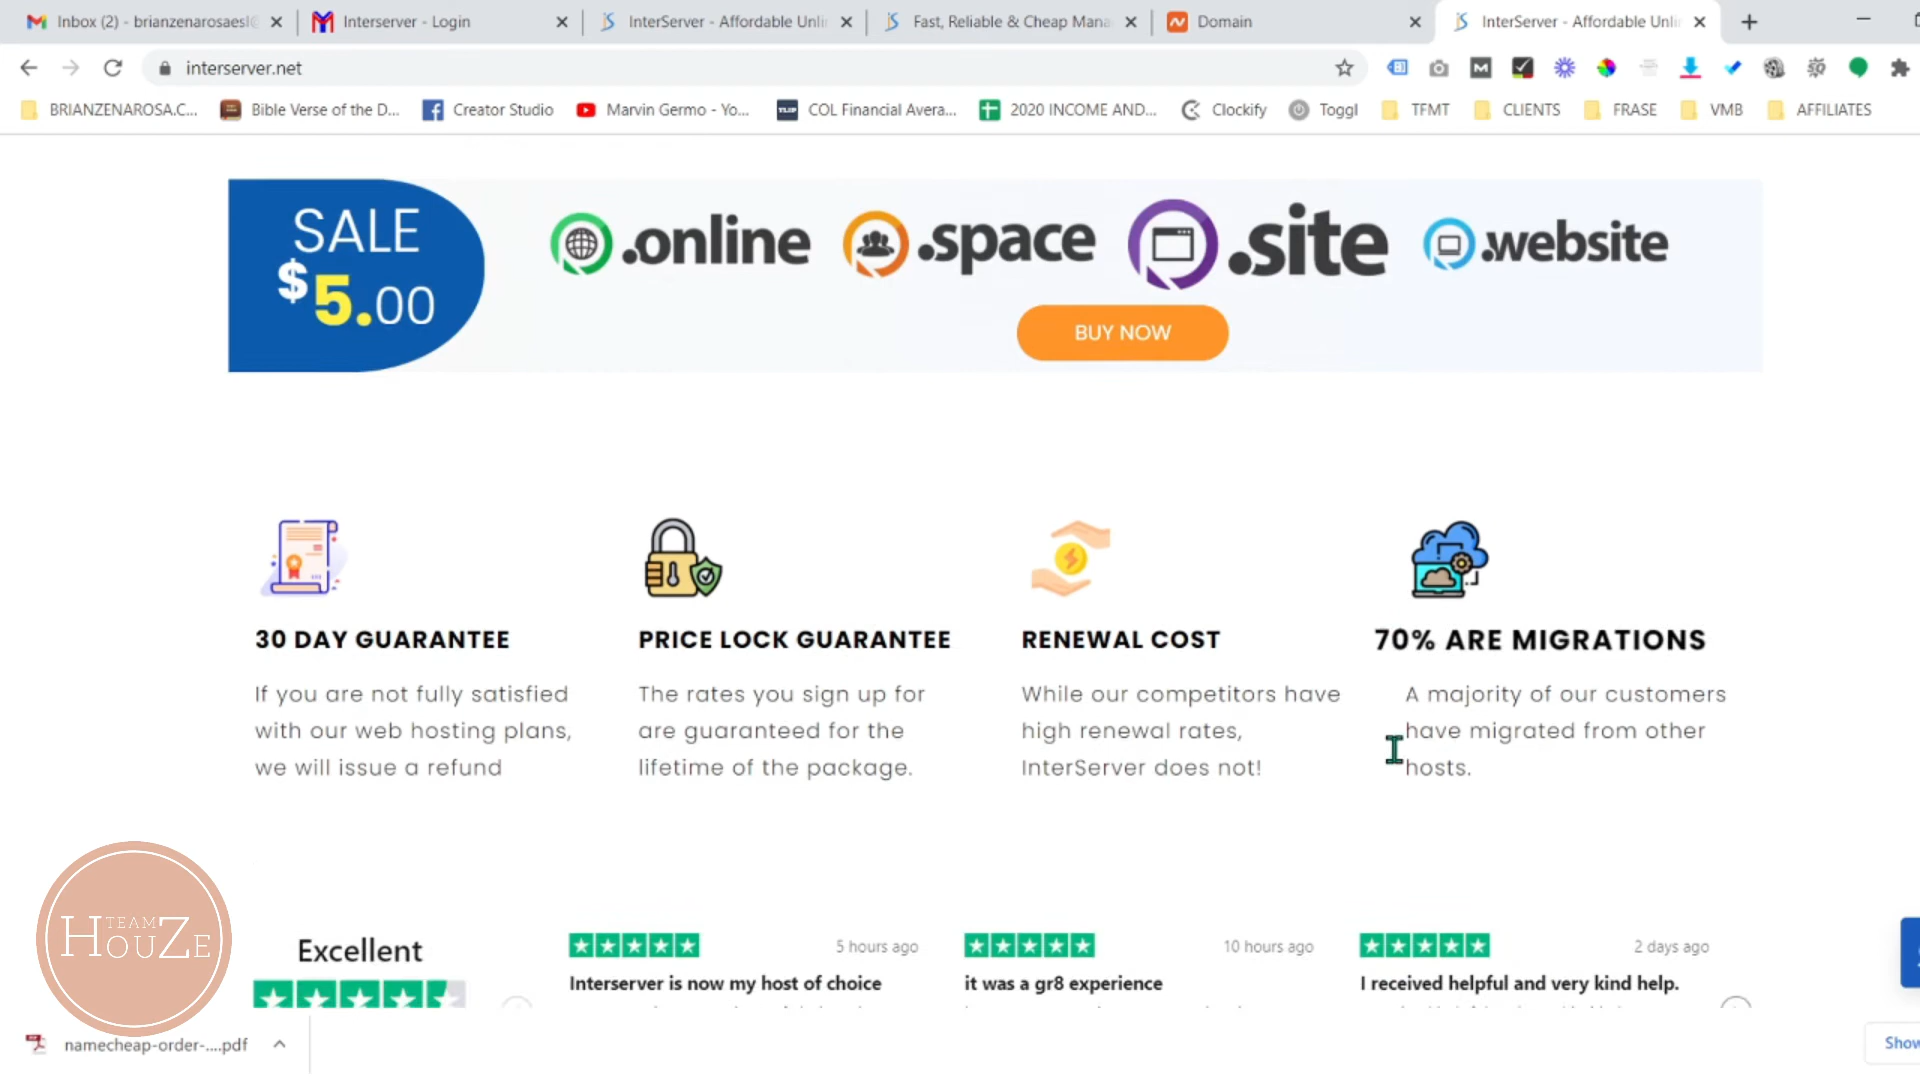 Inbox (2) - brianzenarosaesl@
Interserver - Login
InterServer - Affordable Unli
Fast, Reliable & Cheap Mana
Domain
InterServer - Affordable Unli
interserver.net
BRIANZENAROSA.C...
Bible Verse of the D...
Creator Studio
Marvin Germo - Yo...
COL Financial Avera...
2020 INCOME AND...
Clockify
Toggl
TFMT
CLIENTS
FRASE
VMB
AFFILIATES
SALE
$5.00
.online
.space
.site
.website
BUY NOW
30 DAY GUARANTEE
If you are not fully satisfied
with our web hosting plans,
we will issue a refund
PRICE LOCK GUARANTEE
The rates you sign up for
are guaranteed for the
lifetime of the package.
RENEWAL COST
While our competitors have
high renewal rates,
InterServer does not!
70% ARE MIGRATIONS
A majority of our customers
have migrated from other
hosts.
TEAM
HOUZE
Excellent
5 hours ago
Interserver is now my host of choice
10 hours ago
it was a gr8 experience
2 days ago
I received helpful and very kind help.
namecheap-order-....pdf
Show